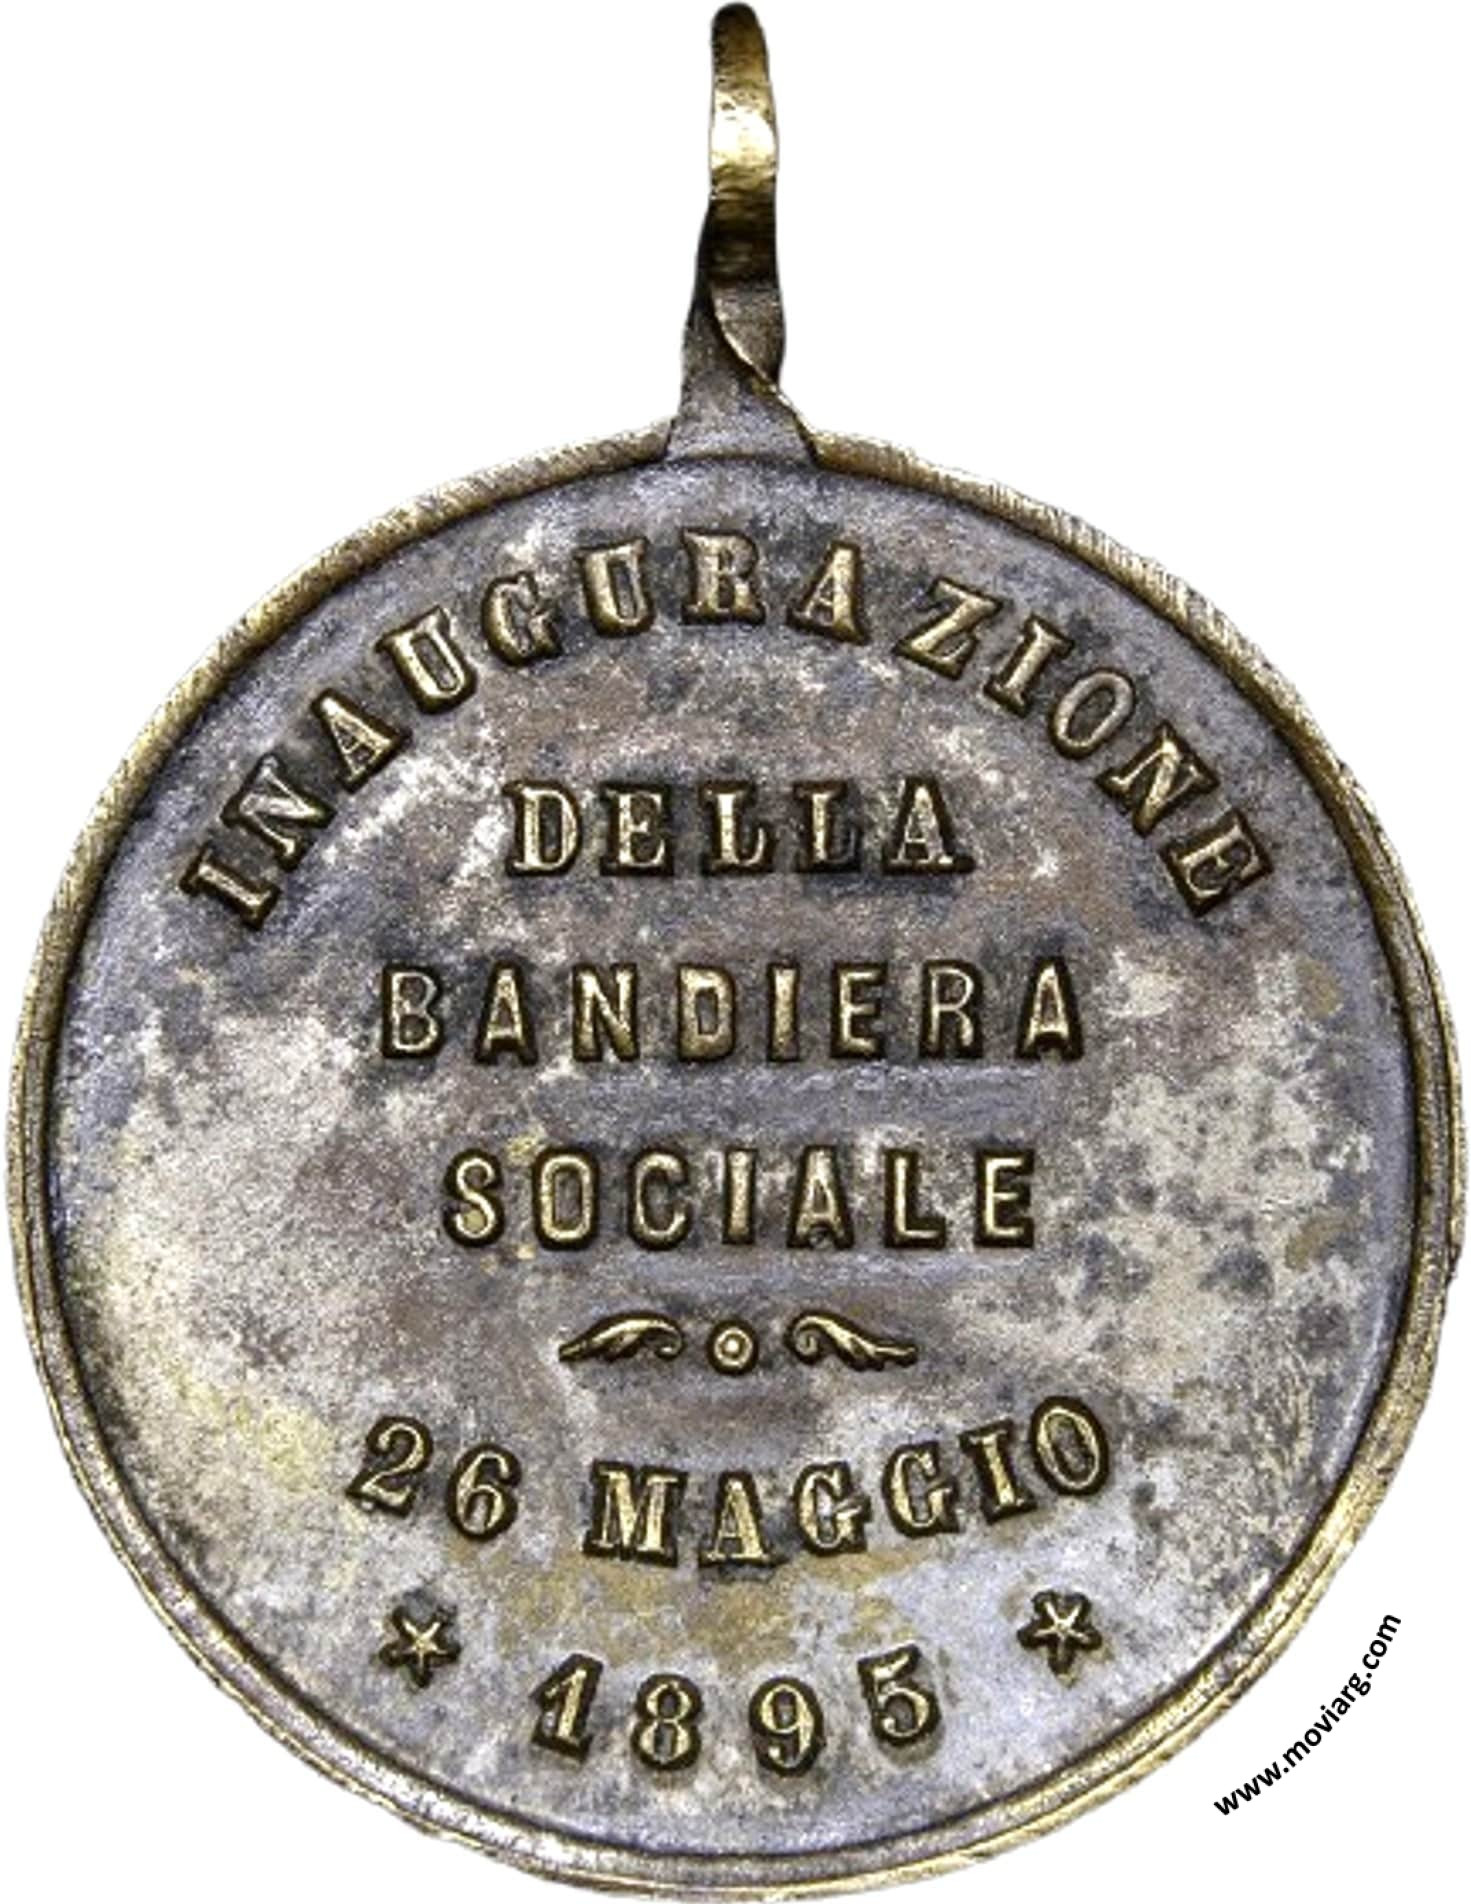 INAUGURAZIONE
DELLA
BANDIERA
SOCIALE
26 MAGGIO
1895
www.moviarg.com